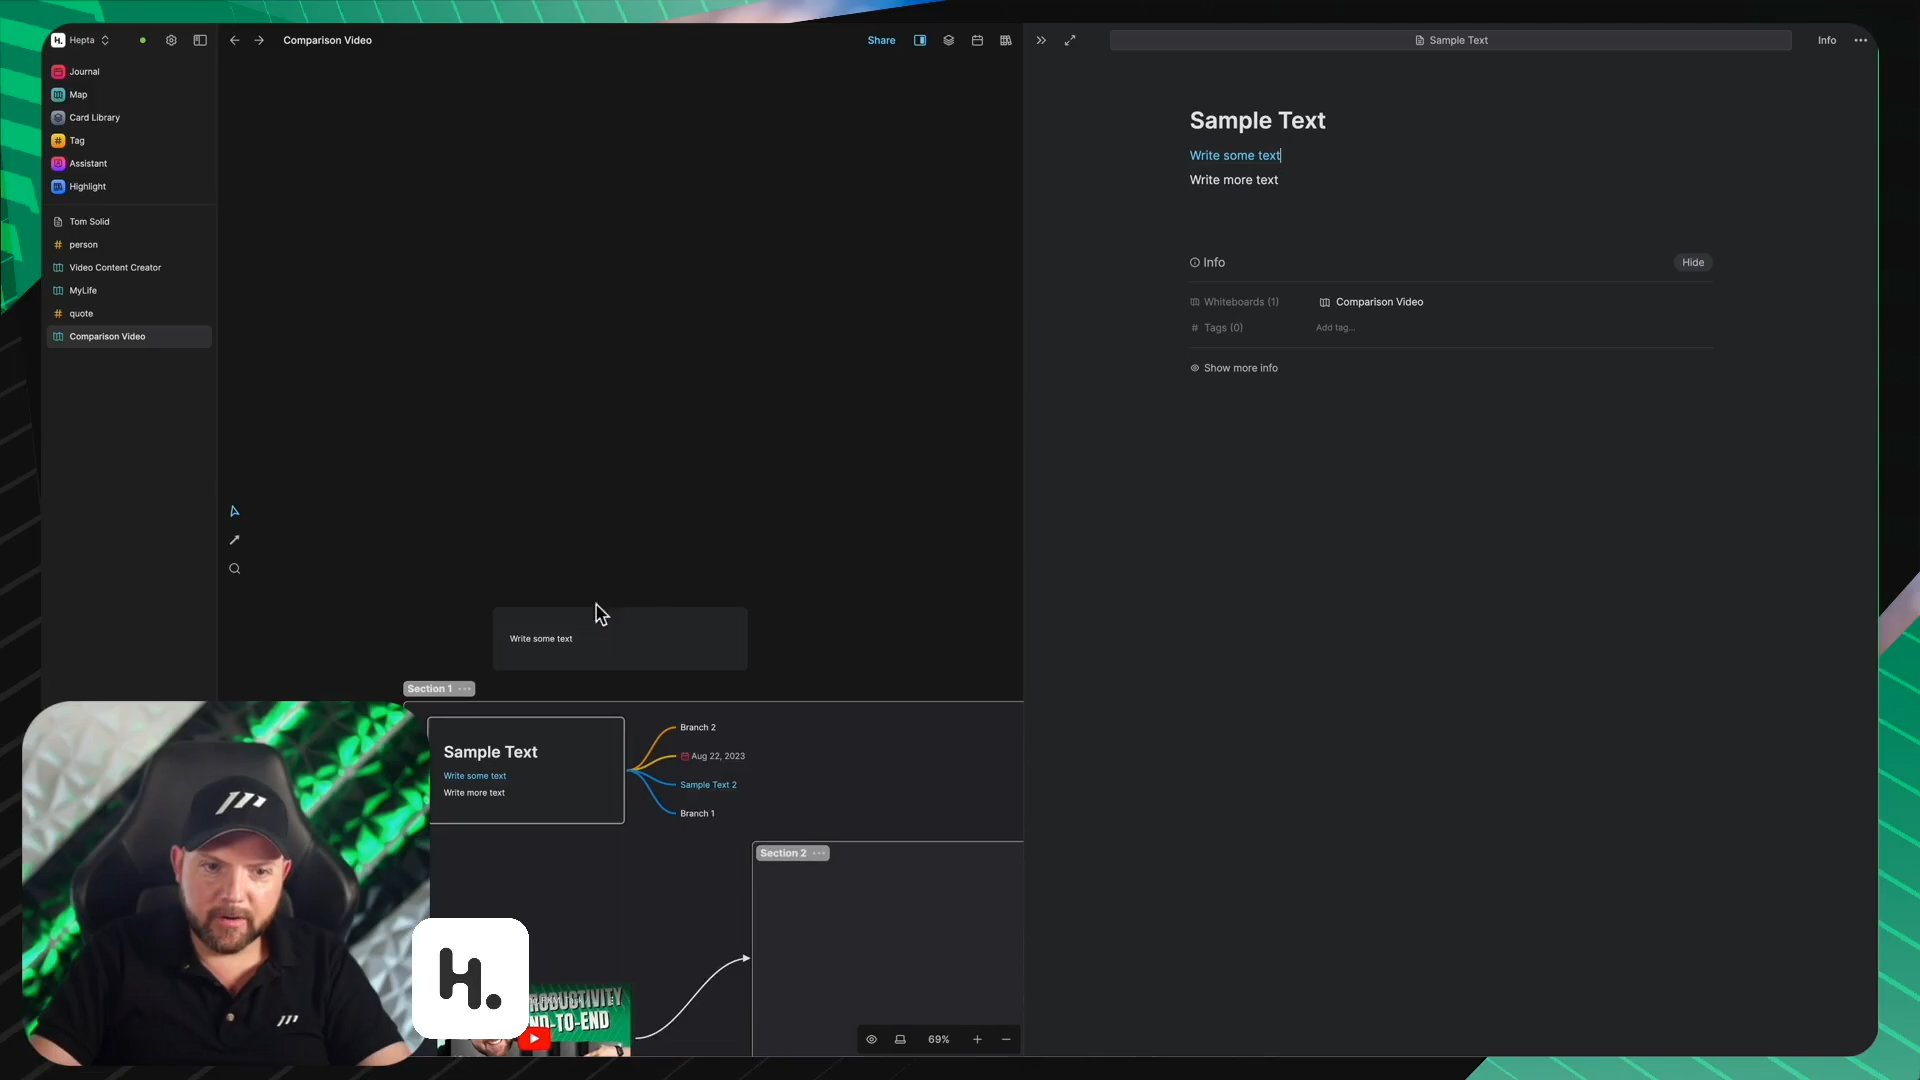 Hepta
Comparison Video
Share
Sample Text
Info
Journal
Map
Card Library
Tag
Assistant
Highlight
Tom Solid
person
Video Content Creator
MyLife
quote
Comparison Video
Sample Text
Write some text
Write more text
Info
Hide
Whiteboards (1)
Comparison Video
Tags (0)
Add tag...
Show more info
Write some text
Section 1
Sample Text
Write some text
Write more text
Branch 2
Aug 22, 2023
Sample Text 2
Branch 1
Section 2
H.
69%